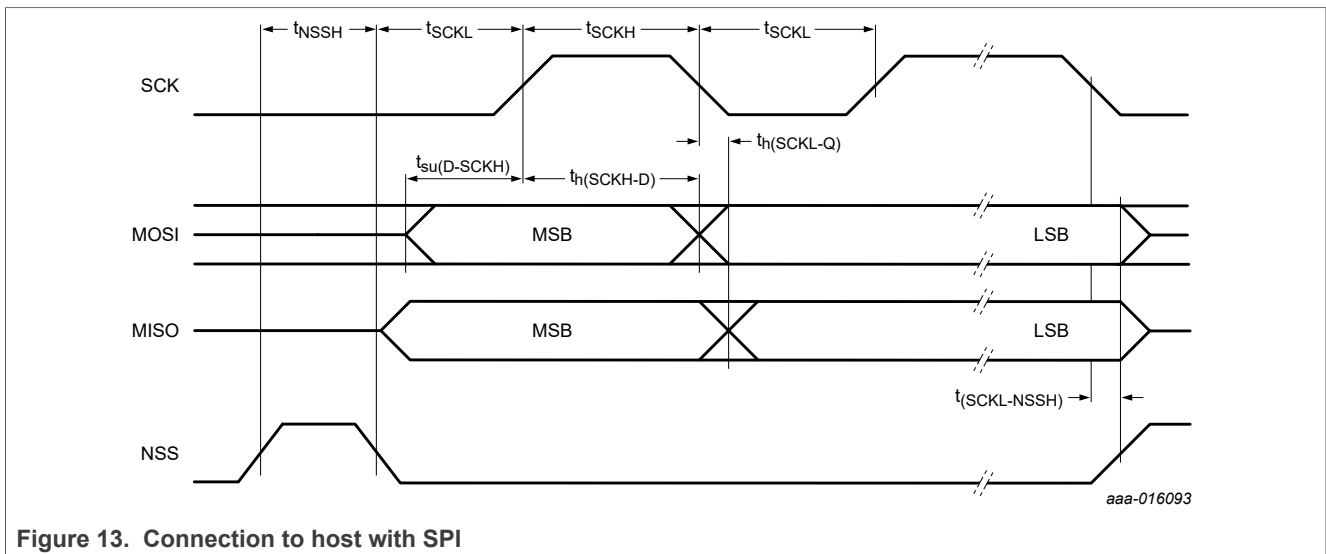 tNSSH tSCKL tSCKH tSCKL
SCK
th(SCKL-Q)
tsu(D-SCKH)
th(SCKH-D)
MOSI MSB LSB
MISO MSB LSB
t(SCKL-NSSH)
NSS
aaa-016093
Figure 13. Connection to host with SPI